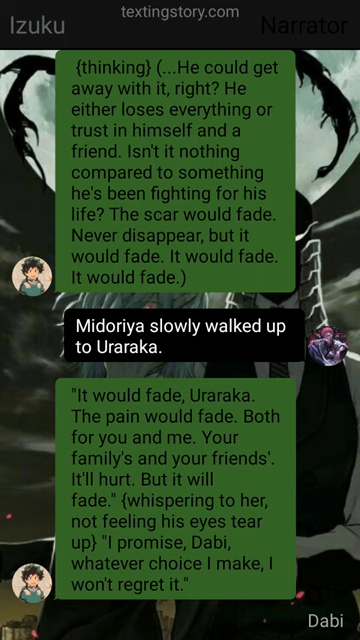 textingstory.com
Izuku
Narrator
{thinking} (...He could get
away with it, right? He
either loses everything or
trust in himself and a
friend. Isn't it nothing
compared to something
he's been fighting for his
life? The scar would fade.
Never disappear, but it
would fade. It would fade.
It would fade.)
Midoriya slowly walked up
to Uraraka.
"It would fade, Uraraka.
The pain would fade. Both
for you and me. Your
family's and your friends'.
It'll hurt. But it will
fade." {whispering to her,
not feeling his eyes tear
up} "I promise, Dabi,
whatever choice I make, I
won't regret it."
Dabi